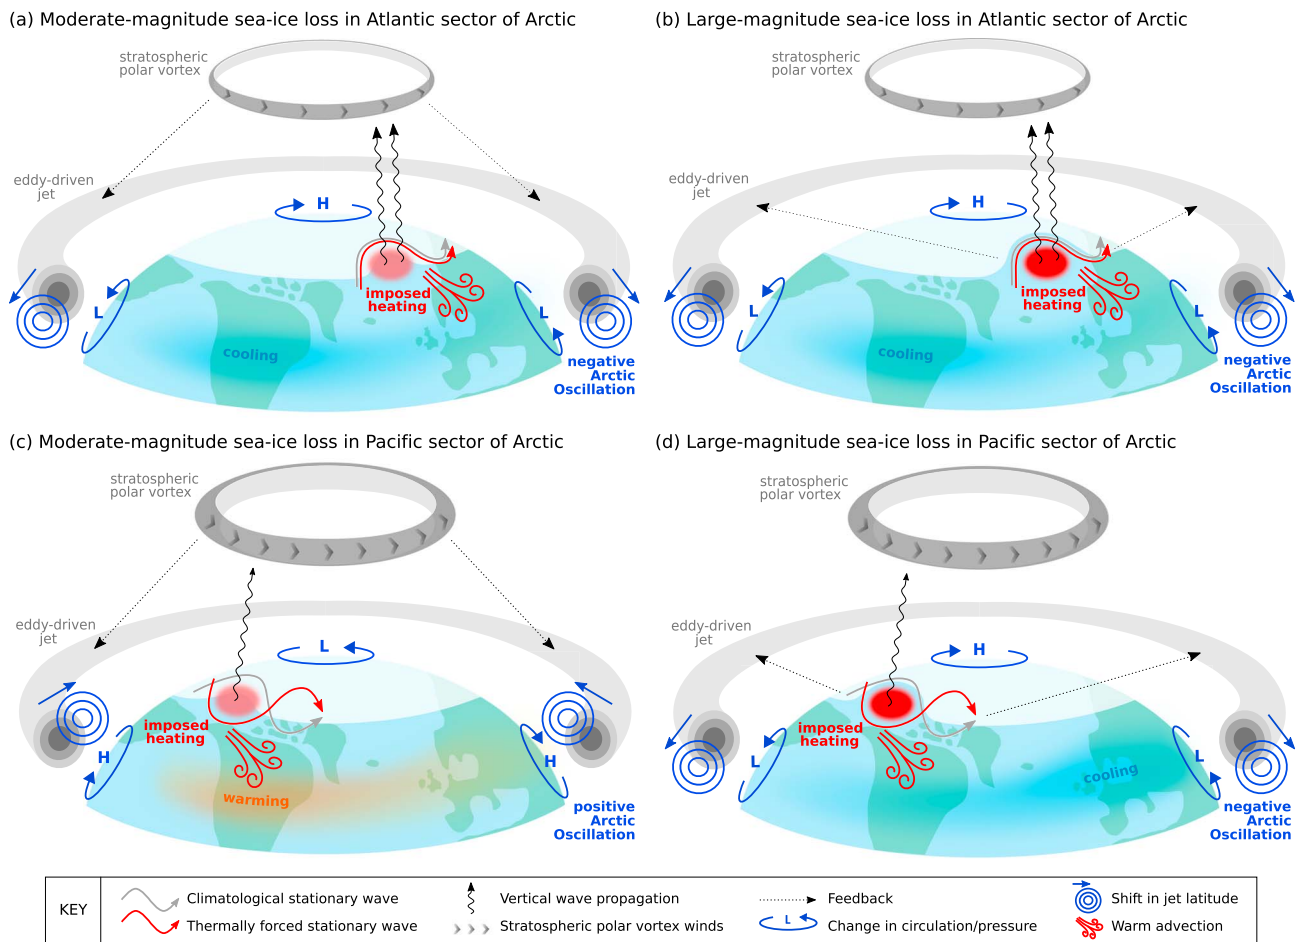 (a) Moderate-magnitude sea-ice loss in Atlantic sector of Arctic
stratospheric
polar vortex
eddy-driven
jet
H
L
L
imposed
heating
cooling
negative
Arctic
Oscillation
(b) Large-magnitude sea-ice loss in Atlantic sector of Arctic
stratospheric
polar vortex
eddy-driven
jet
H
L
L
imposed
heating
cooling
negative
Arctic
Oscillation
(c) Moderate-magnitude sea-ice loss in Pacific sector of Arctic
stratospheric
polar vortex
eddy-driven
jet
L
H
H
imposed
heating
warming
positive
Arctic
Oscillation
(d) Large-magnitude sea-ice loss in Pacific sector of Arctic
stratospheric
polar vortex
eddy-driven
jet
H
L
L
imposed
heating
cooling
negative
Arctic
Oscillation
KEY
Climatological stationary wave
Thermally forced stationary wave
Vertical wave propagation
Stratospheric polar vortex winds
Feedback
L
Change in circulation/pressure
Shift in jet latitude
Warm advection